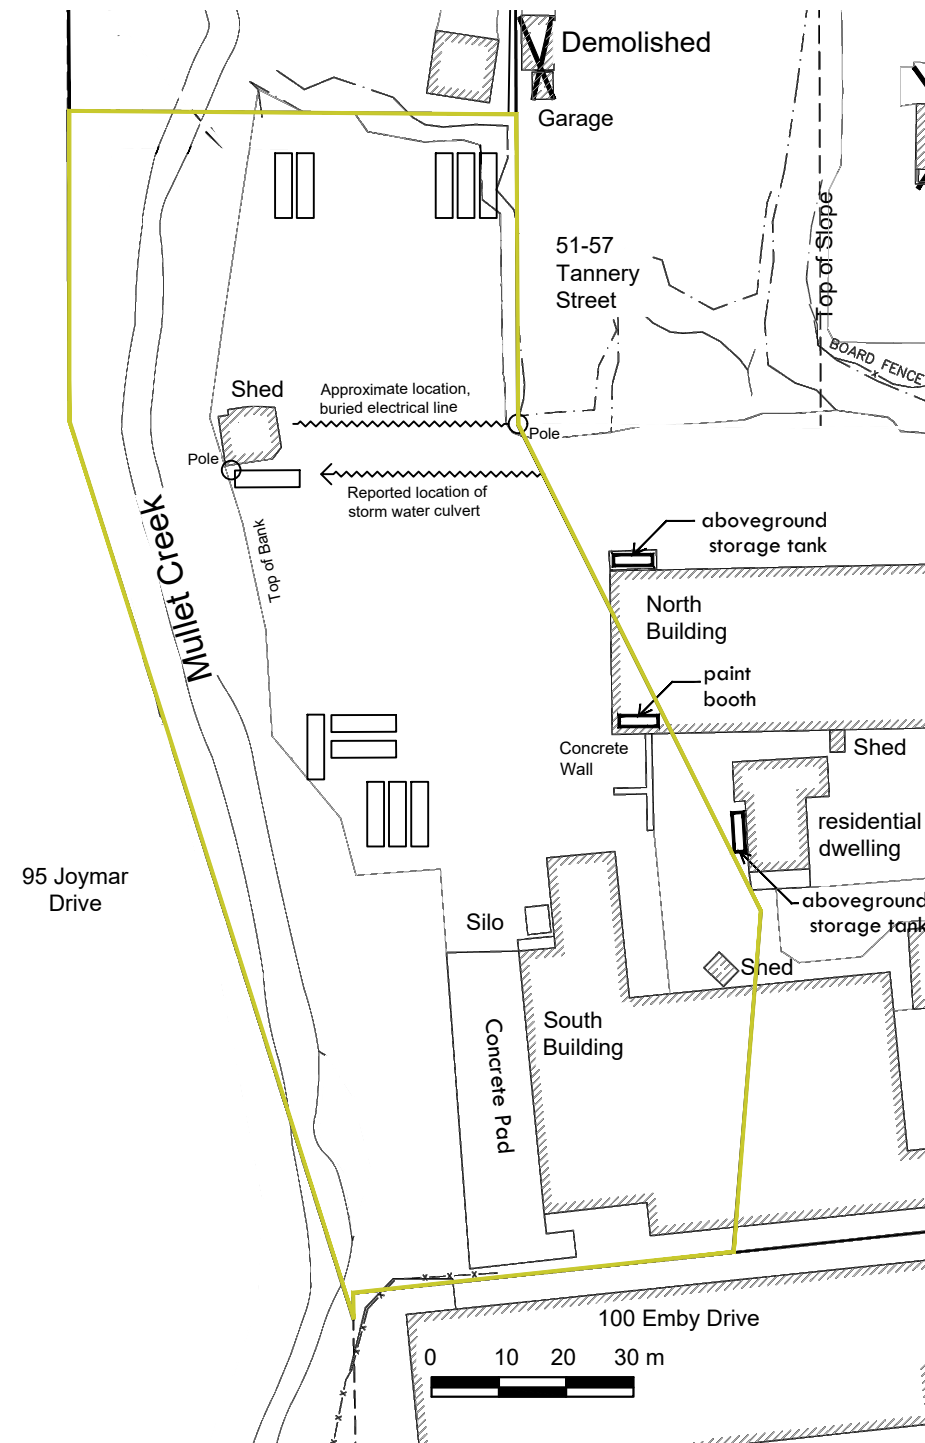 Demolished
Garage
51-57
Tannery
Street
Top of Slope
BOARD FENCE
Shed
Approximate location,
buried electrical line
Pole
Pole
Reported location of
storm water culvert
Mullet Creek
Top of Bank
aboveground
storage tank
North
Building
paint
booth
Concrete
Wall
Shed
residential
dwelling
95 Joymar
Drive
aboveground
storage tank
Silo
Shed
South
Building
Concrete Pad
100 Emby Drive
0 10 20 30 m